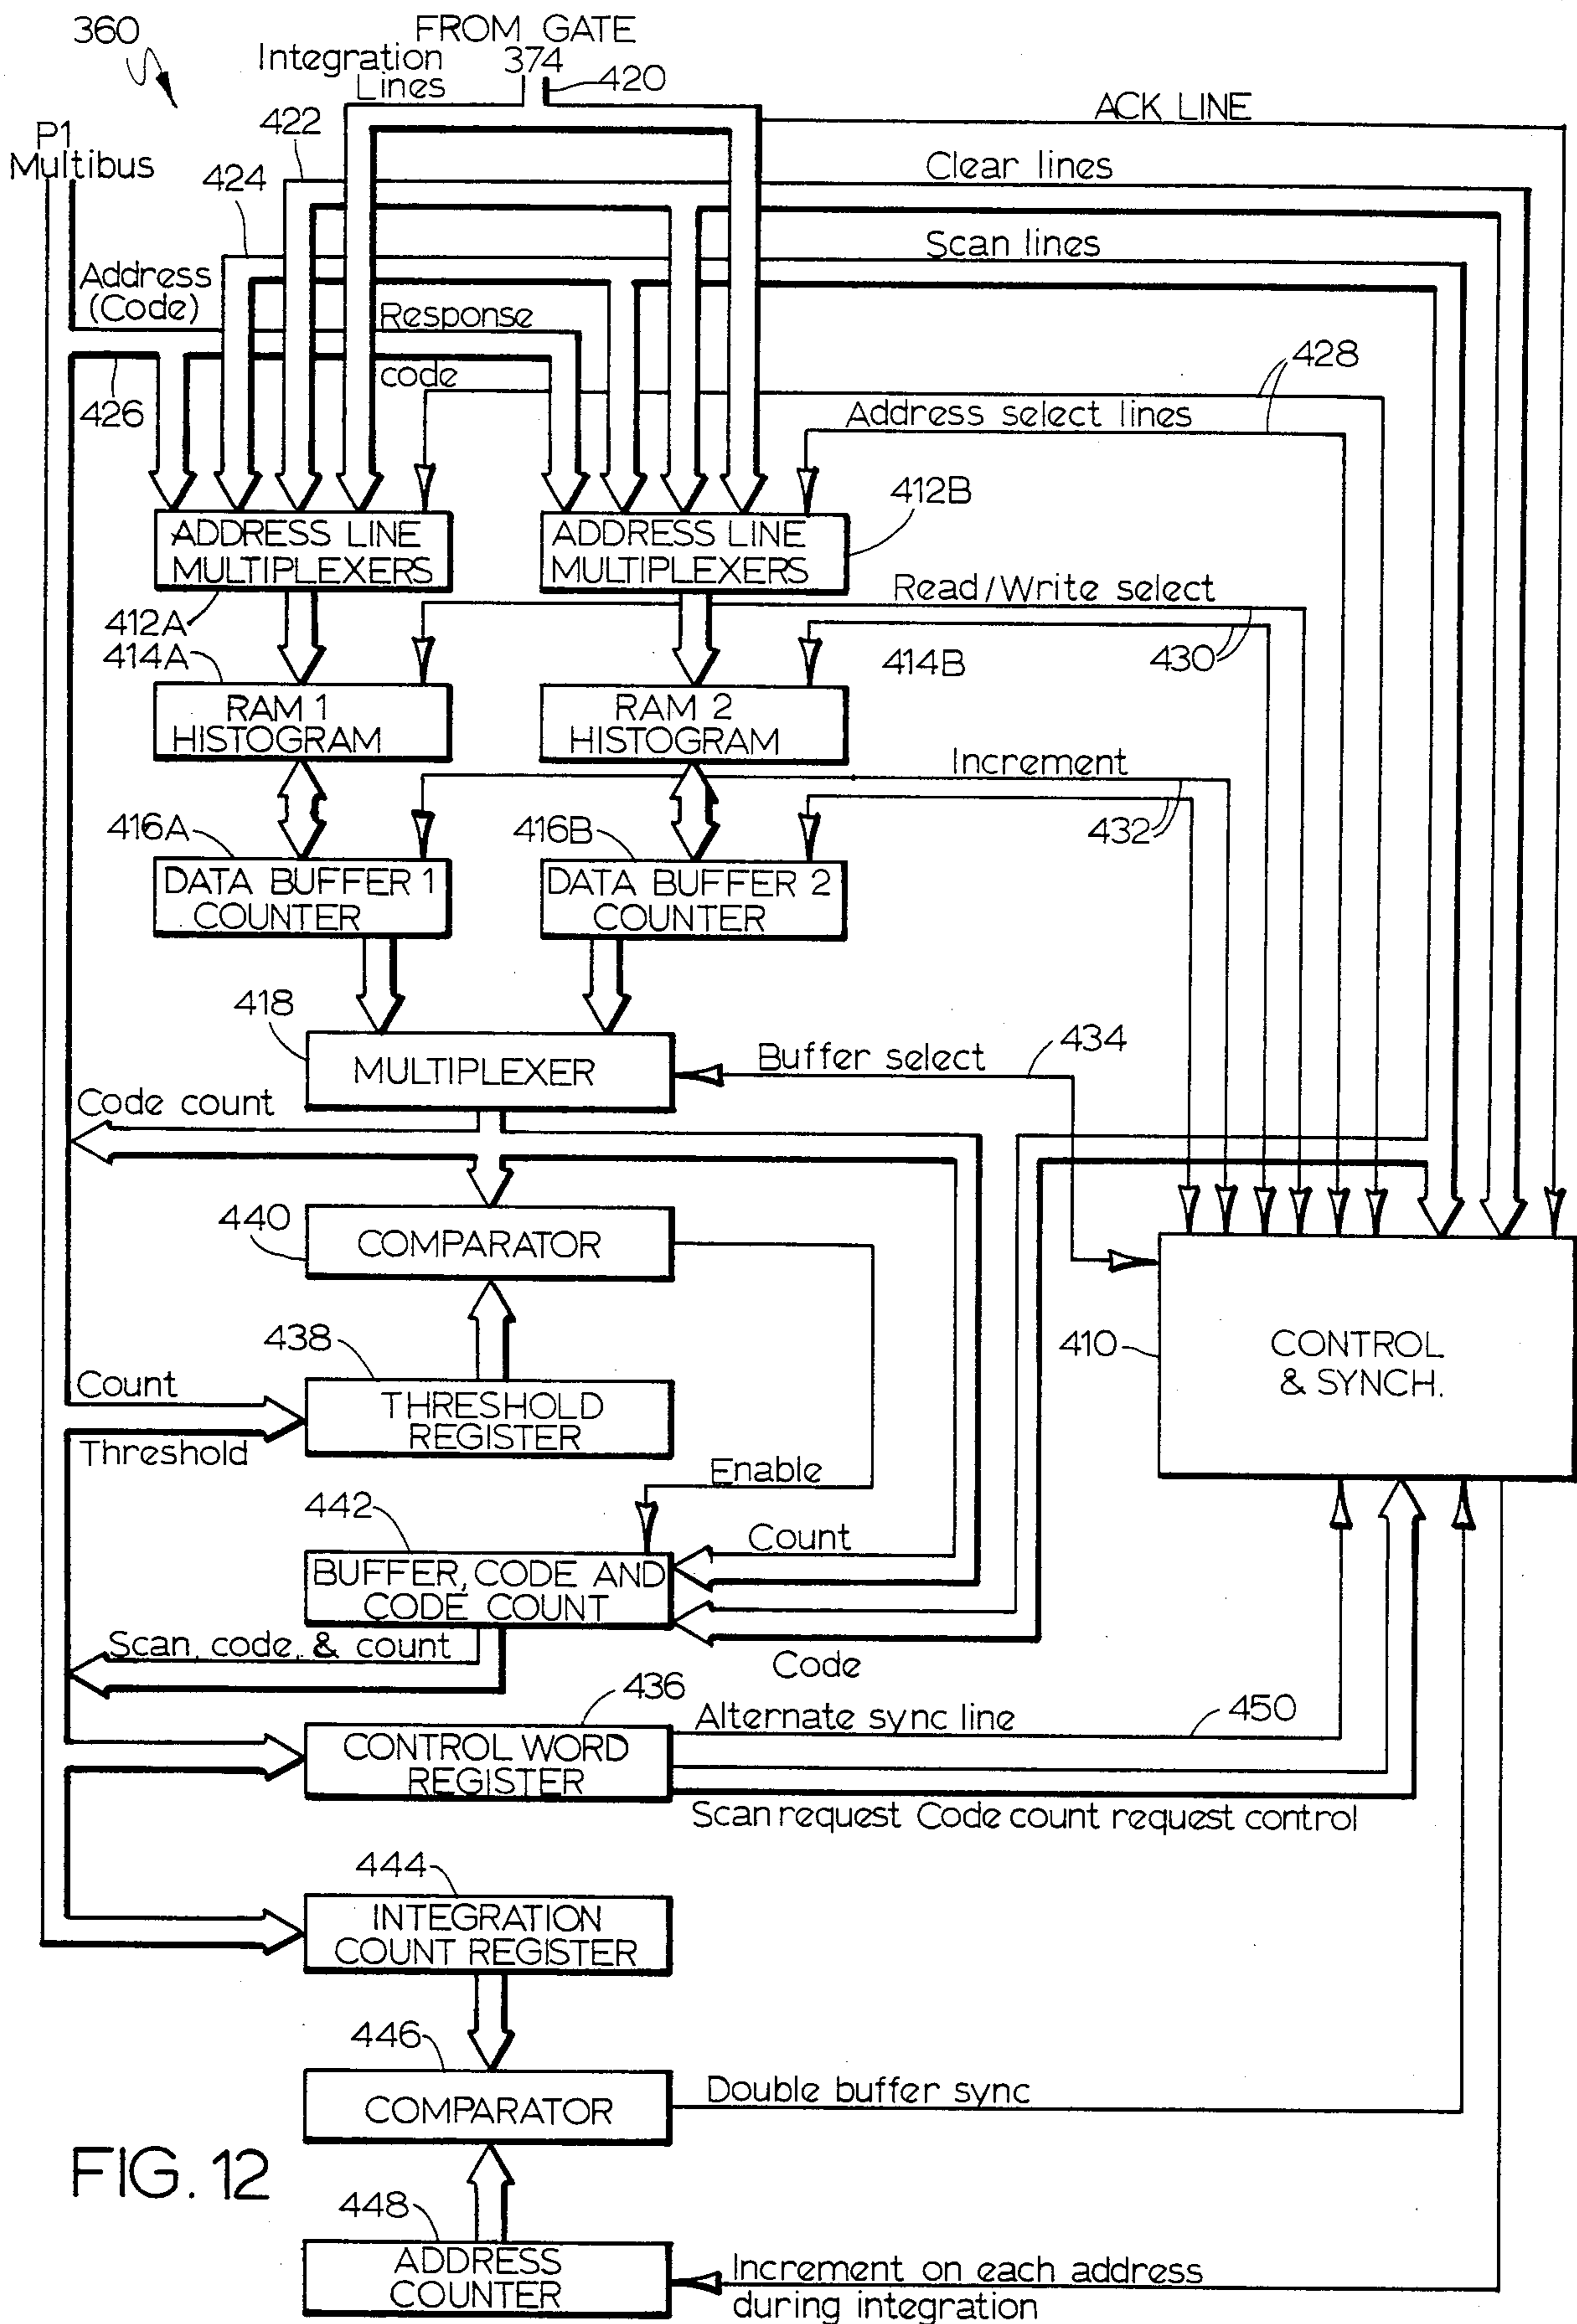 360
FROM GATE
374
Integration
Lines
420
ACK LINE
422
P1
Multibus
424
Clear lines
Scan lines
Address
(Code)
Response
code
426
428
Address select lines
412B
ADDRESS LINE
MULTIPLEXERS
ADDRESS LINE
MULTIPLEXERS
Read/Write select
412A
414A
414B
430
RAM 1
HISTOGRAM
RAM 2
HISTOGRAM
Increment
416A
416B
432
DATA BUFFER 1
COUNTER
DATA BUFFER 2
COUNTER
418
MULTIPLEXER
Buffer select
434
Code count
440
COMPARATOR
438
410
CONTROL
& SYNCH.
Count
Threshold
THRESHOLD
REGISTER
Enable
442
Count
BUFFER, CODE AND
CODE COUNT
Scan, code, & count
Code
436
Alternate sync line
450
CONTROL WORD
REGISTER
Scan request Code count request control
444
INTEGRATION
COUNT REGISTER
446
COMPARATOR
Double buffer sync
FIG. 12
448
ADDRESS
COUNTER
Increment on each address
during integration